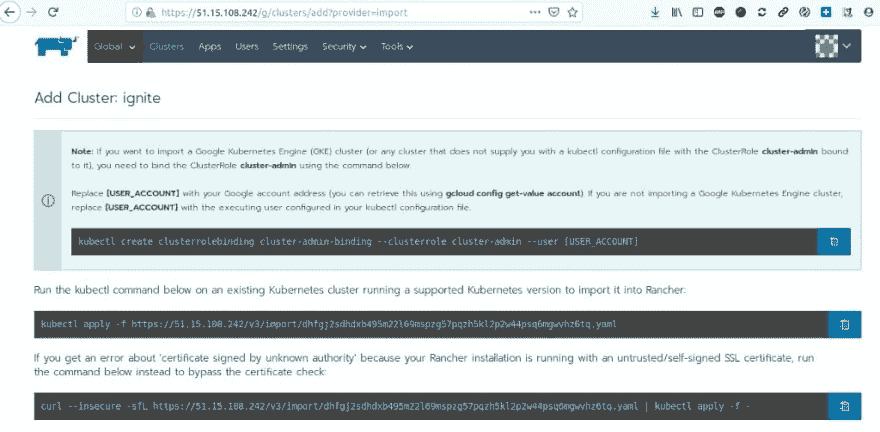 https://51.15.108.242/g/clusters/add?provider=import
Global Clusters Apps Users Settings Security Tools
Add Cluster: ignite
Note: If you want to import a Google Kubernetes Engine (GKE) cluster (or any cluster that does not supply you with a kubectl configuration file with the ClusterRole cluster-admin bound
to it), you need to bind the ClusterRole cluster-admin using the command below.
Replace [USER_ACCOUNT] with your Google account address (you can retrieve this using gcloud config get-value account). If you are not importing a Google Kubernetes Engine cluster,
replace [USER_ACCOUNT] with the executing user configured in your kubectl configuration file.
kubectl create clusterrolebinding cluster-admin-binding --clusterrole cluster-admin --user [USER_ACCOUNT]
Run the kubectl command below on an existing Kubernetes cluster running a supported Kubernetes version to import it into Rancher:
kubectl apply -f https://51.15.108.242/v3/import/dhfgj2sdhdxb495m22l69mspzg57pqzh5kl2p2w44psq6mgwvhz6tq.yaml
If you get an error about 'certificate signed by unknown authority' because your Rancher installation is running with an untrusted/self-signed SSL certificate, run
the command below instead to bypass the certificate check:
curl --insecure -sfL https://51.15.108.242/v3/import/dhfgj2sdhdxb495m22l69mspzg57pqzh5kl2p2w44psq6mgwvhz6tq.yaml | kubectl apply -f -